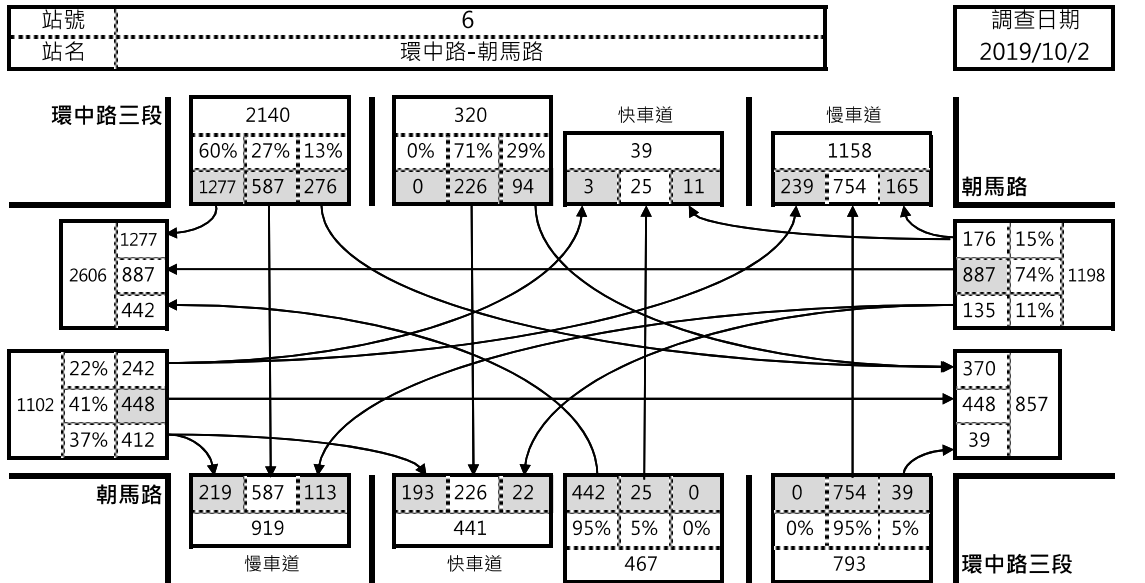 站號 6 調查日期
站名 環中路-朝馬路 2019/10/2
環中路三段 2140 320 快車道 慢車道
60% 27% 13% 0% 71% 29% 39 1158
1277 587 276 0 226 94 3 25 11 239 754 165 朝馬路
1277 176 15%
2606 887 887 74% 1198
442 135 11%
22% 242 370
1102 41% 448 448 857
37% 412 39
朝馬路 219 587 113 193 226 22 442 25 0 0 754 39
919 441 95% 5% 0% 0% 95% 5%
慢車道 快車道 467 793 環中路三段